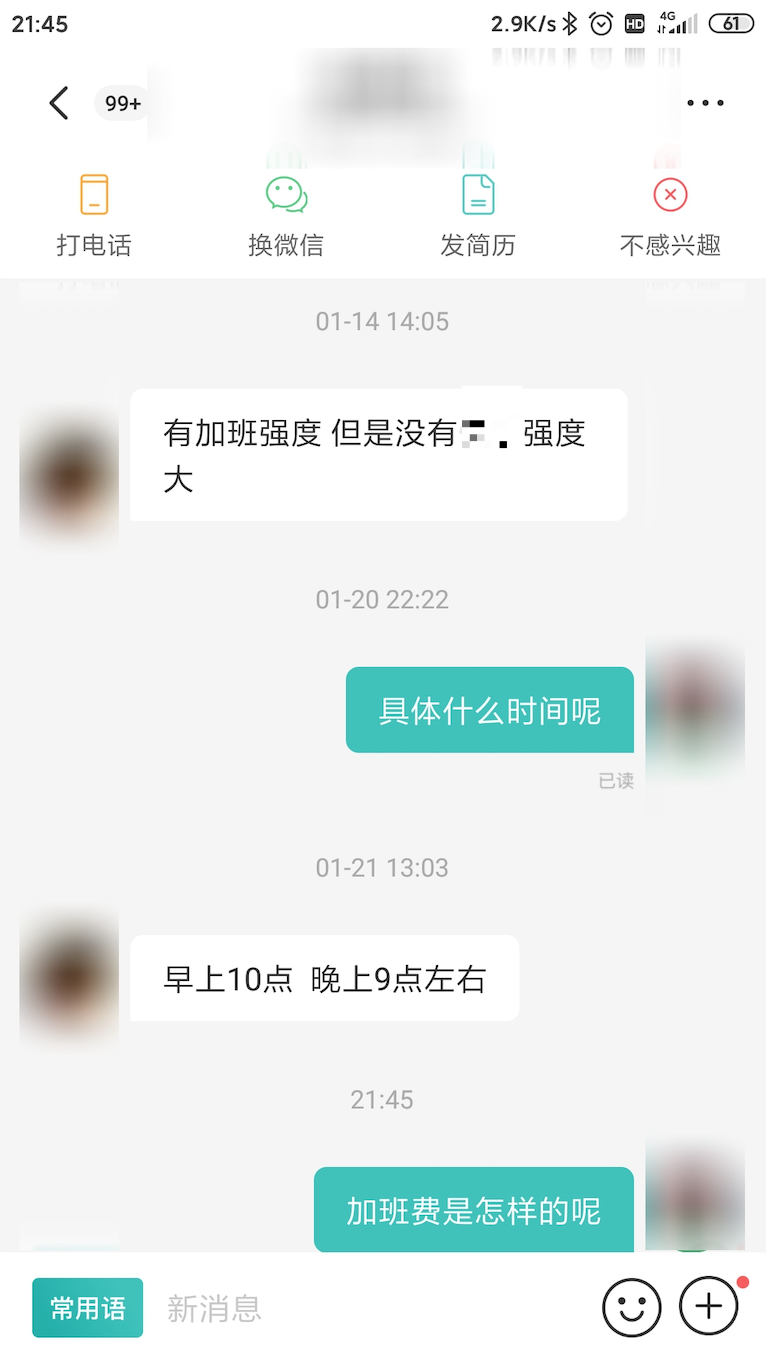 21:45 2.9K/s HD 4G 61
99+
打电话 换微信 发简历 不感兴趣
01-14 14:05
有加班强度 但是没有 强度
大
01-20 22:22
具体什么时间呢
已读
01-21 13:03
早上10点 晚上9点左右
21:45
加班费是怎样的呢
常用语 新消息